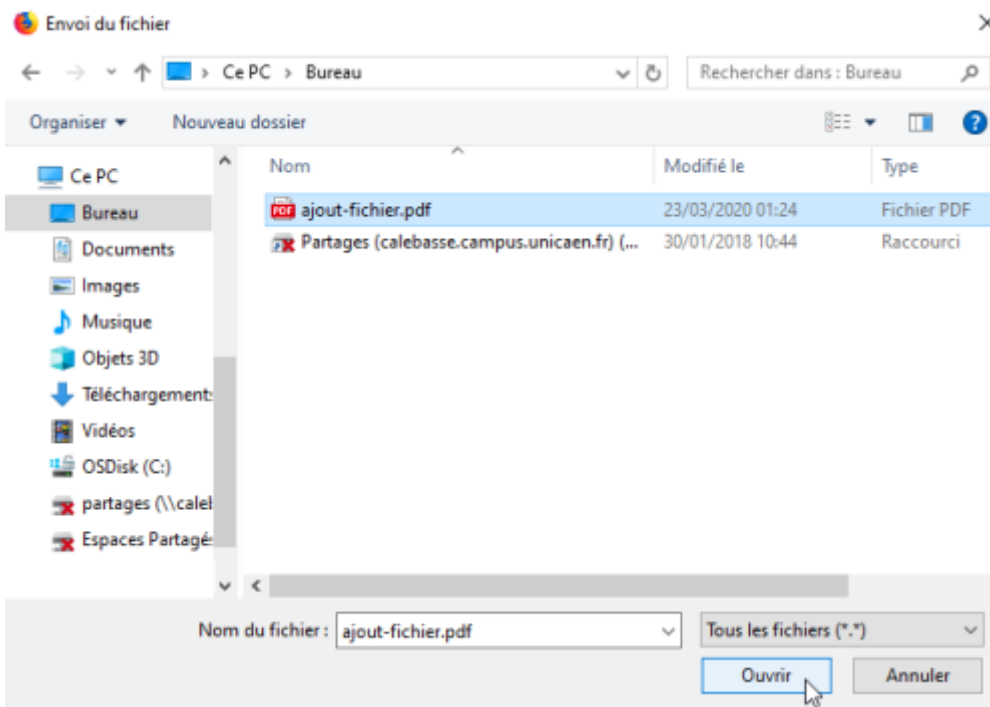 Envoi du fichier
Ce PC > Bureau
Rechercher dans : Bureau
Organiser
Nouveau dossier
Nom
Modifié le
Type
Ce PC
Bureau
Documents
Images
Musique
Objets 3D
Téléchargements
Vidéos
OSDisk (C:)
partages (\\caleb
Espaces Partagé
ajout-fichier.pdf 23/03/2020 01:24 Fichier PDF
Partages (calebasse.campus.unicaen.fr) (... 30/01/2018 10:44 Raccourci
Nom du fichier : ajout-fichier.pdf
Tous les fichiers (*.*)
Ouvrir
Annuler